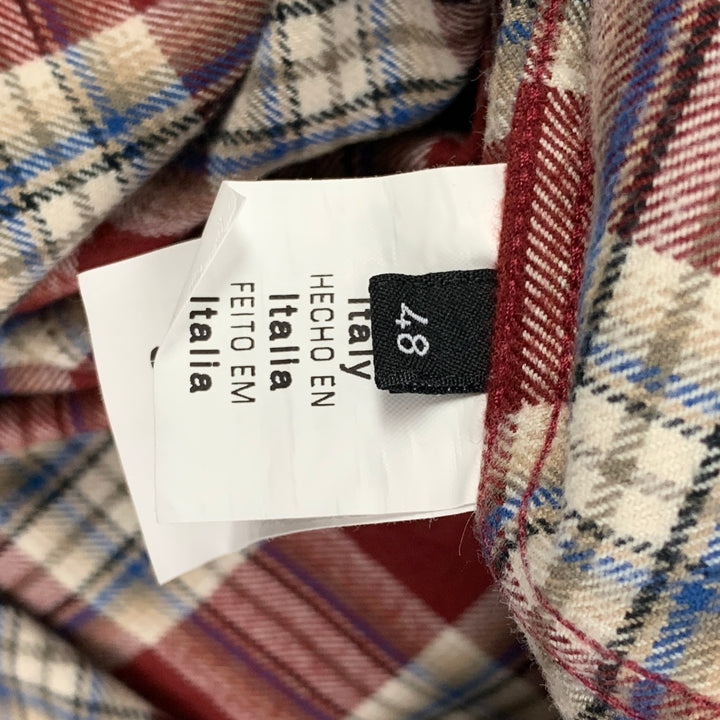 48
Italy
HECHO EN
Italia
FEITO EM
Italia